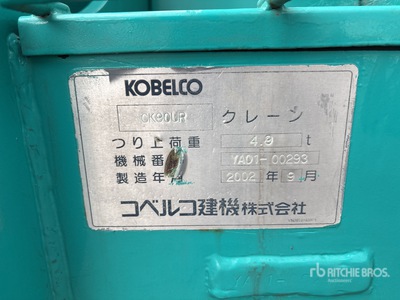 KOBELCO
CK90UR クレーン
つり上荷重 4.9 t
機械番 YA01-00293
製造年月 2002 年 9 月
コベルコ建機株式会社
rb RITCHIE BROS.